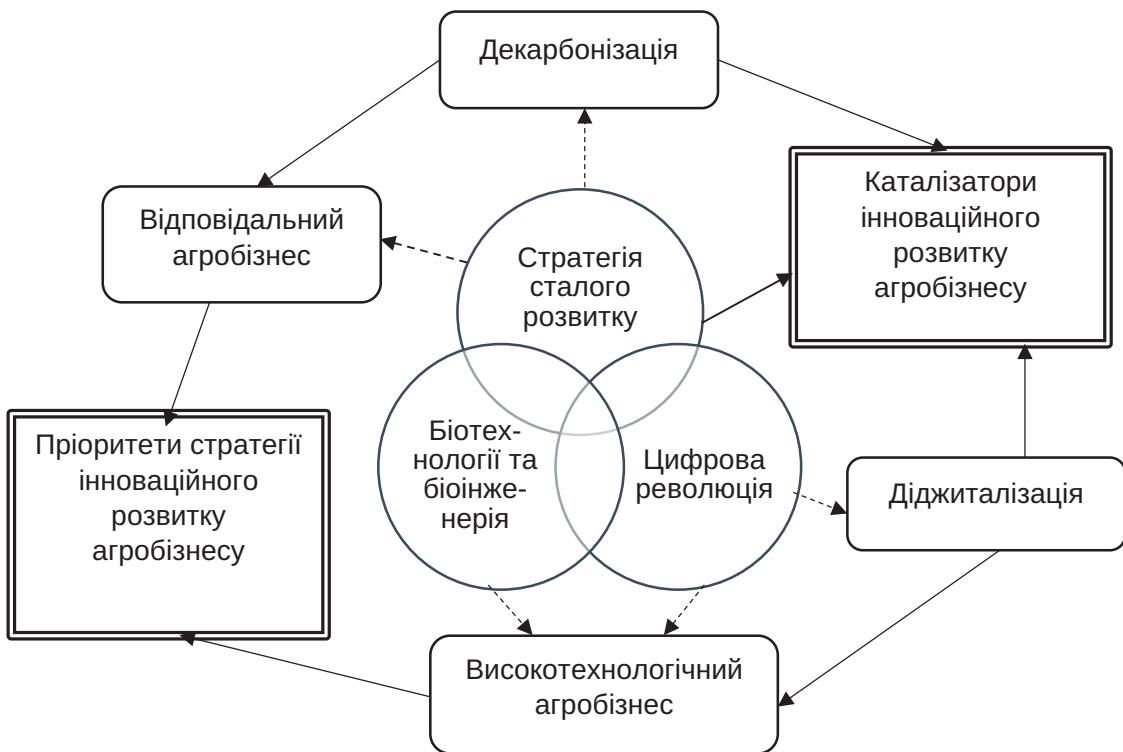 Декарбонізація
Відповідальний
агробізнес
Каталізатори
інноваційного
розвитку
агробізнесу
Стратегія
сталого
розвитку
Пріоритети стратегії
інноваційного
розвитку
агробізнесу
Біотех-
нології та
біоінже-
нерія
Цифрова
революція
Діджиталізація
Високотехнологічний
агробізнес